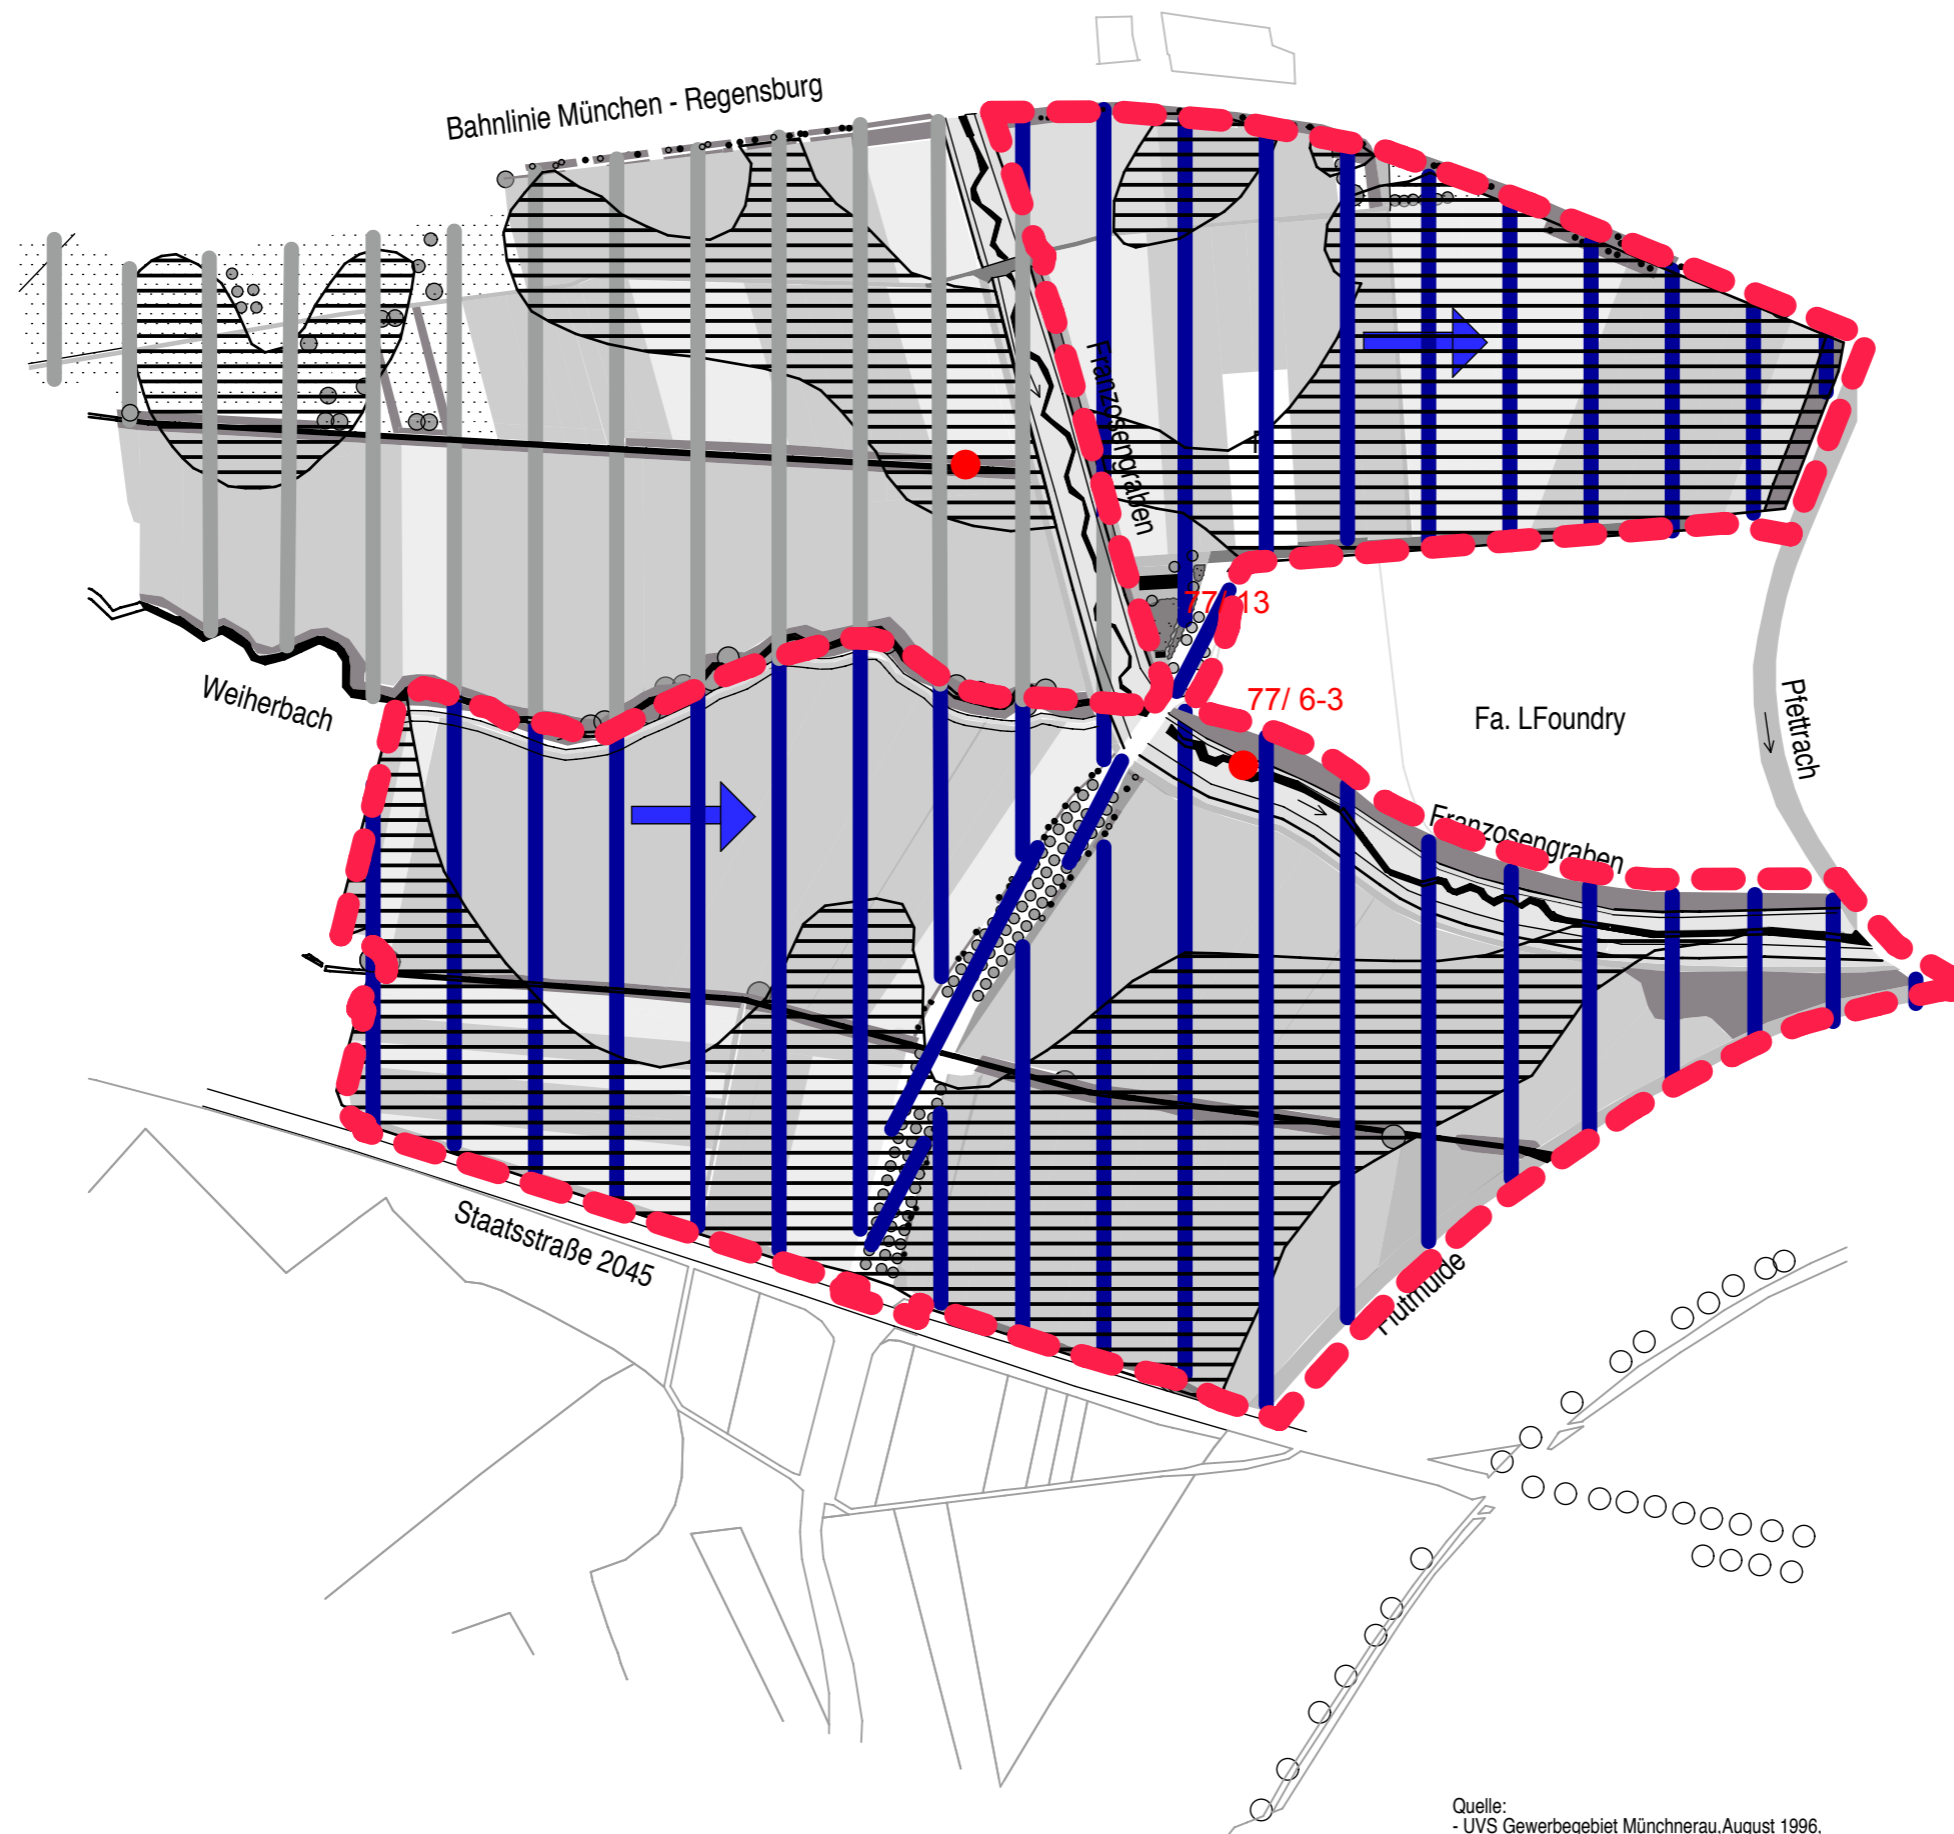 Bahnlinie München - Regensburg
Franzosengraben
77/ 13
77/ 6-3
Weiherbach
Fa. LFoundry
Pfettrach
Franzosengraben
Staatsstraße 2045
Flutmulde
Quelle:
- UVS Gewerbegebiet Münchnerau,August 1996,